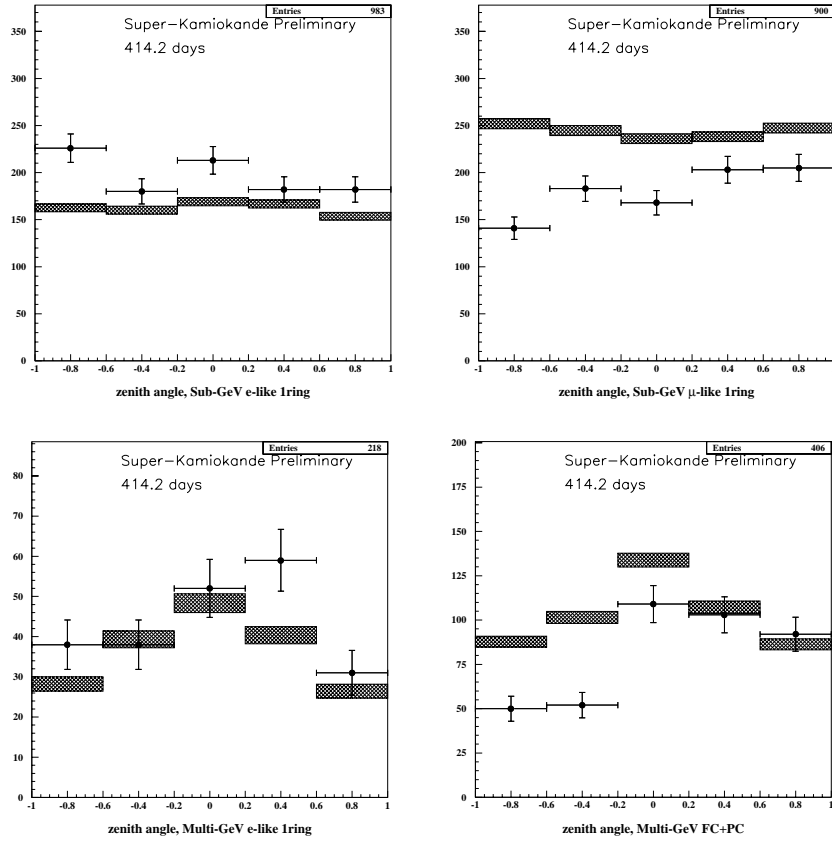 Entries 983
Super-Kamiokande Preliminary
414.2 days
350
300
250
200
150
100
50
0
-1 -0.8 -0.6 -0.4 -0.2 0 0.2 0.4 0.6 0.8 1
zenith angle, Sub-GeV e-like 1ring
Entries 900
Super-Kamiokande Preliminary
414.2 days
350
300
250
200
150
100
50
0
-1 -0.8 -0.6 -0.4 -0.2 0 0.2 0.4 0.6 0.8 1
zenith angle, Sub-GeV μ-like 1ring
Entries 218
Super-Kamiokande Preliminary
414.2 days
80
70
60
50
40
30
20
10
0
-1 -0.8 -0.6 -0.4 -0.2 0 0.2 0.4 0.6 0.8 1
zenith angle, Multi-GeV e-like 1ring
Entries 406
Super-Kamiokande Preliminary
414.2 days
200
175
150
125
100
75
50
25
0
-1 -0.8 -0.6 -0.4 -0.2 0 0.2 0.4 0.6 0.8 1
zenith angle, Multi-GeV FC+PC